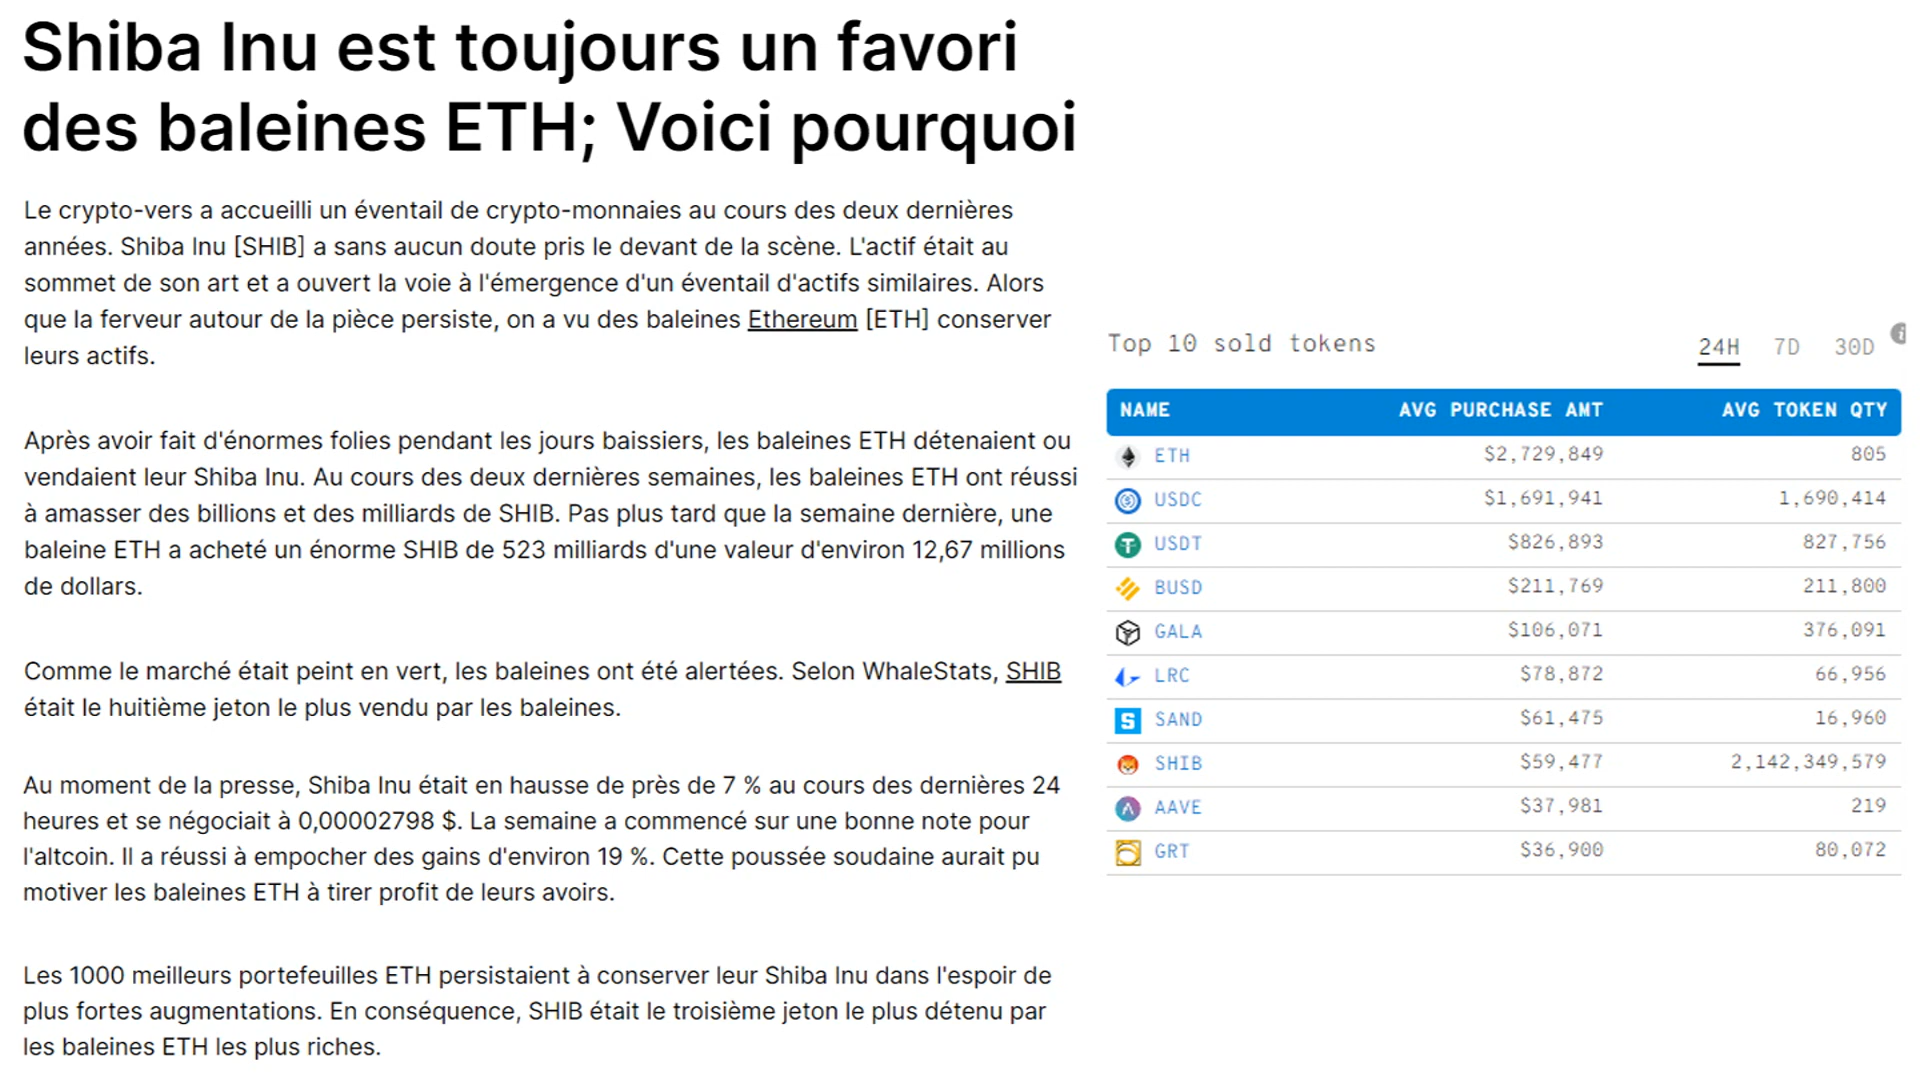 Shiba Inu est toujours un favori
des baleines ETH; Voici pourquoi
Le crypto-vers a accueilli un éventail de crypto-monnaies au cours des deux dernières
années. Shiba Inu [SHIB] a sans aucun doute pris le devant de la scène. L'actif était au
sommet de son art et a ouvert la voie à l'émergence d'un éventail d'actifs similaires. Alors
que la ferveur autour de la pièce persiste, on a vu des baleines Ethereum [ETH] conserver
leurs actifs.
Après avoir fait d'énormes folies pendant les jours baissiers, les baleines ETH détenaient ou
vendaient leur Shiba Inu. Au cours des deux dernières semaines, les baleines ETH ont réussi
à amasser des billions et des milliards de SHIB. Pas plus tard que la semaine dernière, une
baleine ETH a acheté un énorme SHIB de 523 milliards d'une valeur d'environ 12,67 millions
de dollars.
Comme le marché était peint en vert, les baleines ont été alertées. Selon WhaleStats, SHIB
était le huitième jeton le plus vendu par les baleines.
Au moment de la presse, Shiba Inu était en hausse de près de 7 % au cours des dernières 24
heures et se négociait à 0,00002798 $. La semaine a commencé sur une bonne note pour
l'altcoin. Il a réussi à empocher des gains d'environ 19 %. Cette poussée soudaine aurait pu
motiver les baleines ETH à tirer profit de leurs avoirs.
Les 1000 meilleurs portefeuilles ETH persistaient à conserver leur Shiba Inu dans l'espoir de
plus fortes augmentations. En conséquence, SHIB était le troisième jeton le plus détenu par
les baleines ETH les plus riches.
Top 10 sold tokens 24H 7D 30D
NAME AVG PURCHASE AMT AVG TOKEN QTY
ETH $2,729,849 805
USDC $1,691,941 1,690,414
USDT $826,893 827,756
BUSD $211,769 211,800
GALA $106,071 376,091
LRC $78,872 66,956
SAND $61,475 16,960
SHIB $59,477 2,142,349,579
AAVE $37,981 219
GRT $36,900 80,072